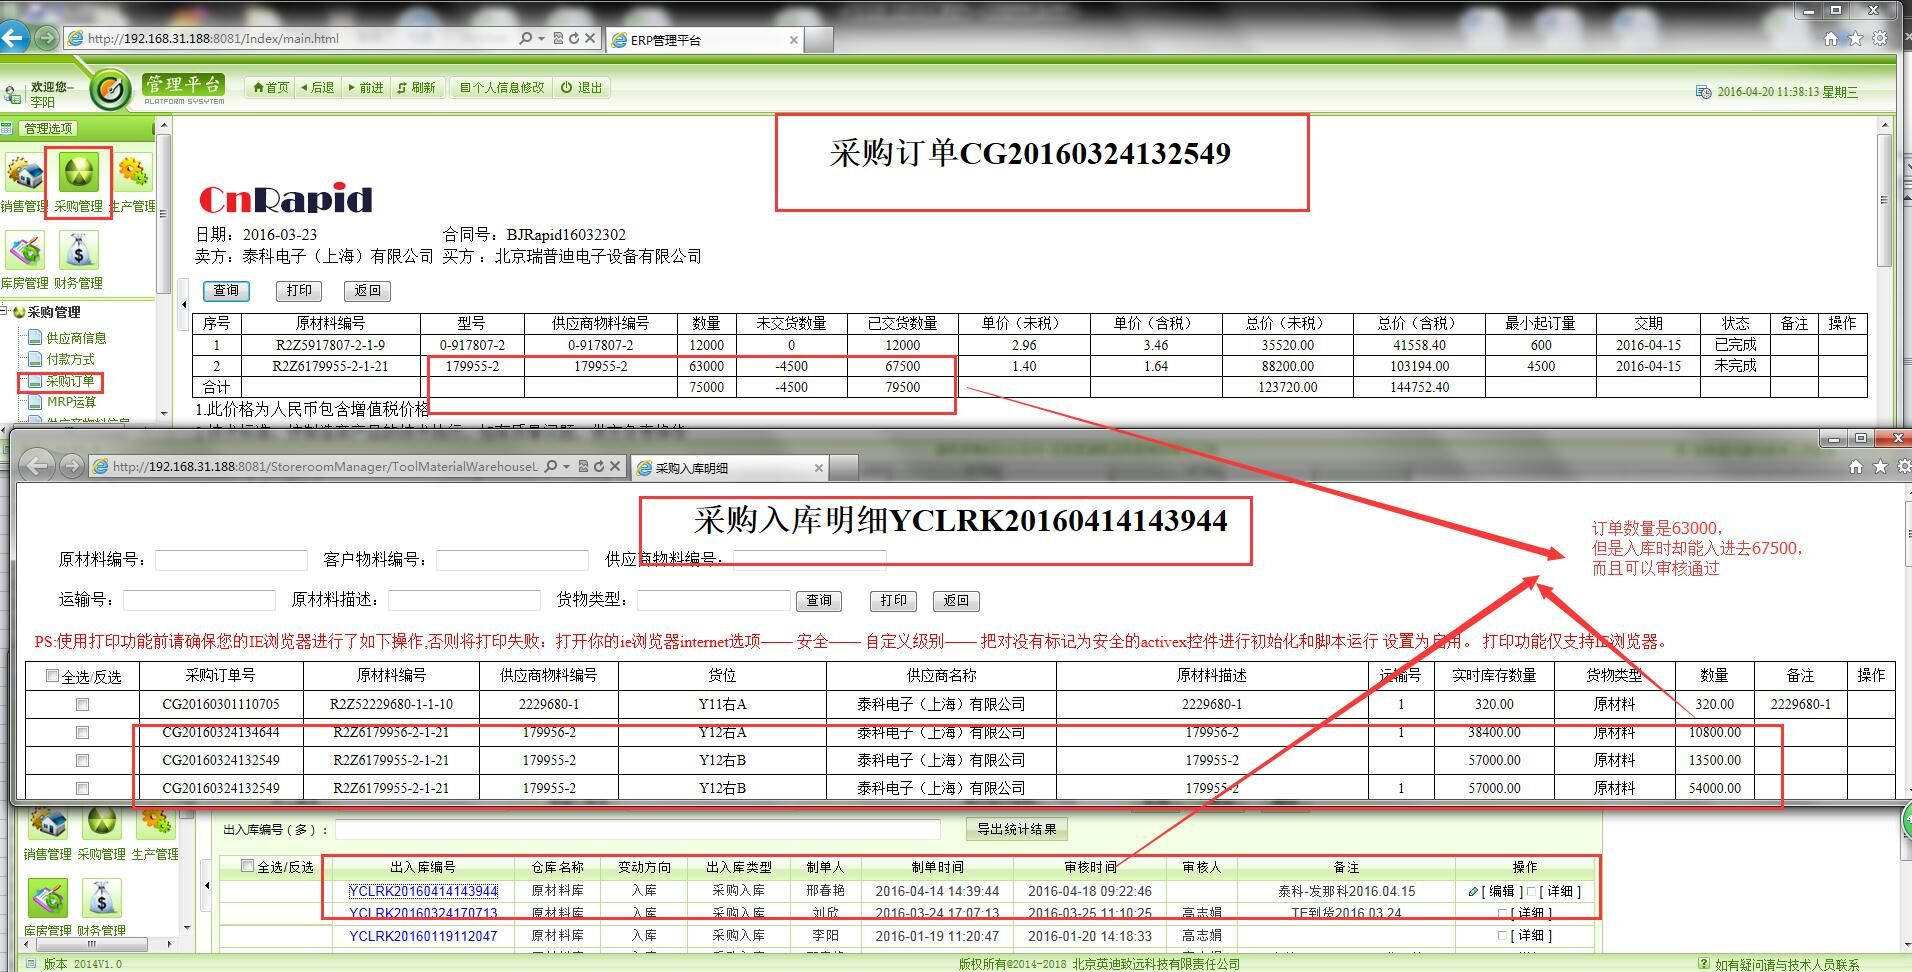 http://192.168.31.188:8081/Index/main.html
ERP管理平台
欢迎您-
李阳
管理平台
PLATFORM SYSYTEM
首页 后退 前进 刷新 个人信息修改 退出
2016-04-20 11:38:13 星期三
管理选项
销售管理 采购管理 生产管理
库房管理 财务管理
采购管理
供应商信息
付款方式
采购订单
MRP运算
采购订单CG20160324132549
CnRapid
日期：2016-03-23 合同号：BJRapid16032302
卖方：泰科电子（上海）有限公司 买方：北京瑞普迪电子设备有限公司
查询 打印 返回
序号 原材料编号 型号 供应商物料编号 数量 未交货数量 已交货数量 单价（未税） 单价（含税） 总价（未税） 总价（含税） 最小起订量 交期 状态 备注 操作
1 R2Z5917807-2-1-9 0-917807-2 0-917807-2 12000 0 12000 2.96 3.46 35520.00 41558.40 600 2016-04-15 已完成
2 R2Z6179955-2-1-21 179955-2 179955-2 63000 -4500 67500 1.40 1.64 88200.00 103194.00 4500 2016-04-15 未完成
合计 75000 -4500 79500 123720.00 144752.40
1.此价格为人民币包含增值税价格
http://192.168.31.188:8081/StoreroomManager/ToolMaterialWarehouseL
采购入库明细
采购入库明细YCLRK20160414143944
原材料编号： 客户物料编号： 供应商物料编号：
运输号： 原材料描述： 货物类型： 查询 打印 返回
订单数量是63000，
但是入库时却能入进去67500，
而且可以审核通过
PS:使用打印功能前请确保您的IE浏览器进行了如下操作,否则将打印失败：打开你的ie浏览器internet选项—— 安全—— 自定义级别—— 把对没有标记为安全的activex控件进行初始化和脚本运行 设置为启用。 打印功能仅支持IE浏览器。
全选/反选 采购订单号 原材料编号 供应商物料编号 货位 供应商名称 原材料描述 运输号 实时库存数量 货物类型 数量 备注 操作
CG20160301110705 R2Z52229680-1-1-10 2229680-1 Y11右A 泰科电子（上海）有限公司 2229680-1 1 320.00 原材料 320.00 2229680-1
CG20160324134644 R2Z6179956-2-1-21 179956-2 Y12右A 泰科电子（上海）有限公司 179956-2 1 38400.00 原材料 10800.00
CG20160324132549 R2Z6179955-2-1-21 179955-2 Y12右B 泰科电子（上海）有限公司 179955-2 57000.00 原材料 13500.00
CG20160324132549 R2Z6179955-2-1-21 179955-2 Y12右B 泰科电子（上海）有限公司 179955-2 1 57000.00 原材料 54000.00
销售管理 采购管理 生产管理
库房管理 财务管理
出入库编号（多）： 导出统计结果
全选/反选 出入库编号 仓库名称 变动方向 出入库类型 制单人 制单时间 审核时间 审核人 备注 操作
YCLRK20160414143944 原材料库 入库 采购入库 邢春艳 2016-04-14 14:39:44 2016-04-18 09:22:46 泰科-发那科2016.04.15 [ 编辑 ] [ 详细 ]
YCLRK20160324170713 原材料库 入库 采购入库 刘欣 2016-03-24 17:07:13 2016-03-25 11:10:25 高志娟 TE到货2016.03.24 [ 详细 ]
YCLRK20160119112047 原材料库 入库 采购入库 李阳 2016-01-19 11:20:47 2016-01-20 14:18:33 高志娟 [ 详细 ]
版本 2014V1.0 版权所有@2014-2018 北京英迪致远科技有限责任公司 如有疑问请与技术人员联系